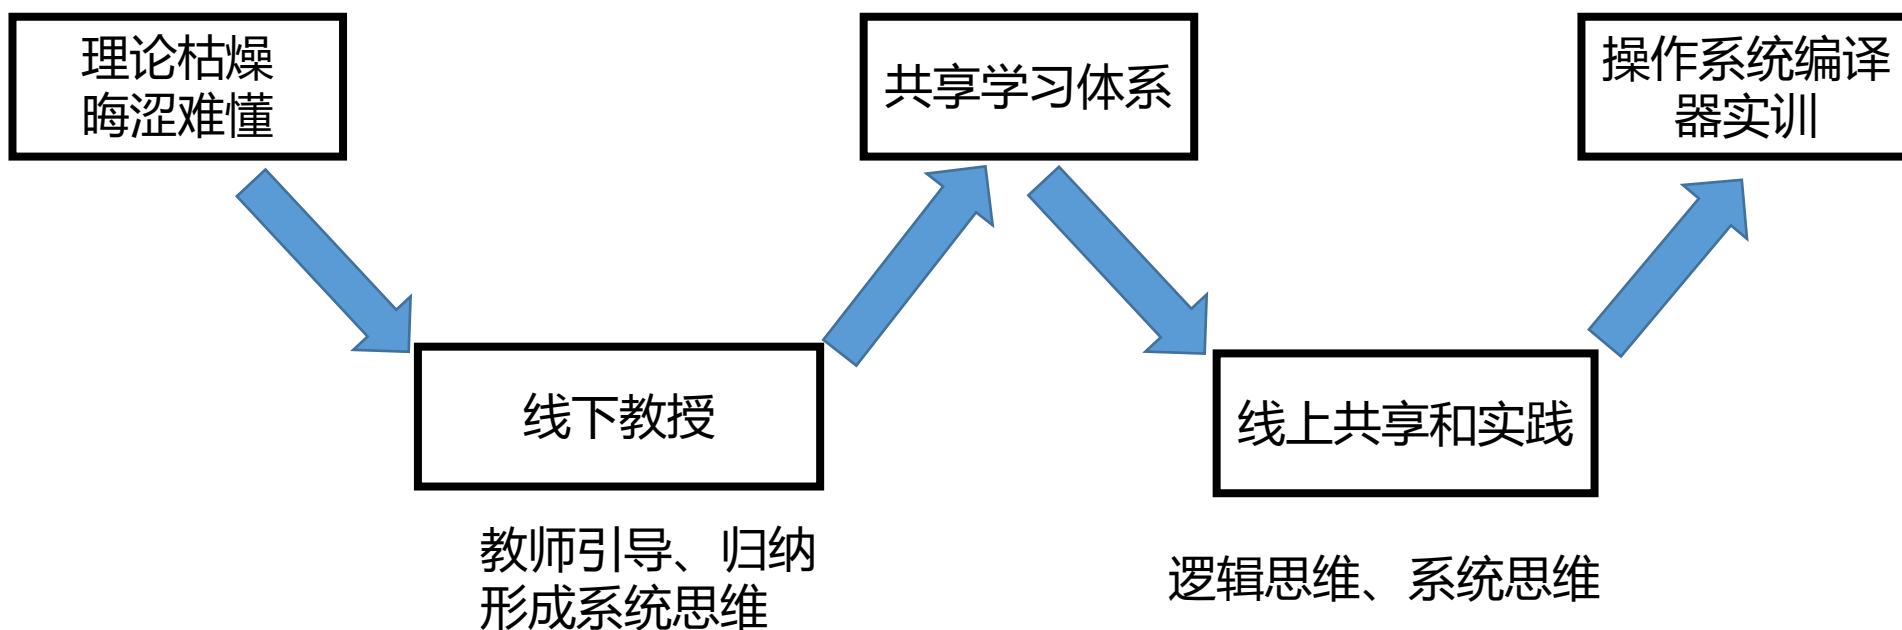 理论枯燥
晦涩难懂
共享学习体系
操作系统编译
器实训
线下教授
线上共享和实践
教师引导、归纳
形成系统思维
逻辑思维、系统思维